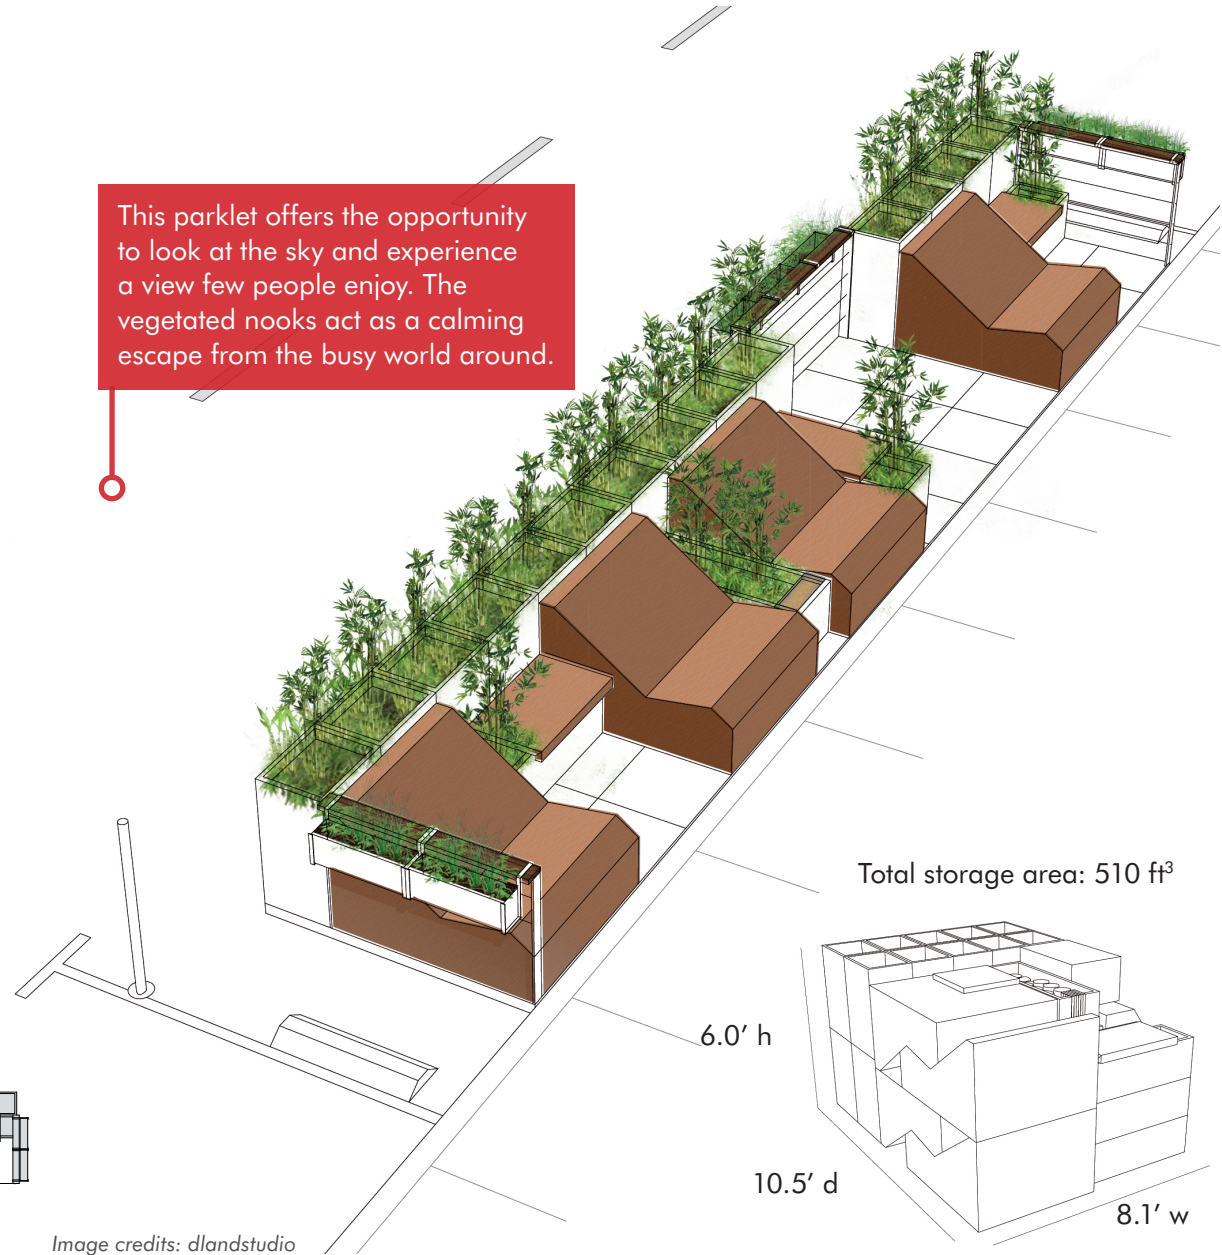 This parklet offers the opportunity
to look at the sky and experience
a view few people enjoy. The
vegetated nooks act as a calming
escape from the busy world around.
Total storage area: 510 ft³
6.0’ h
10.5’ d
8.1’ w
Image credits: dlandstudio